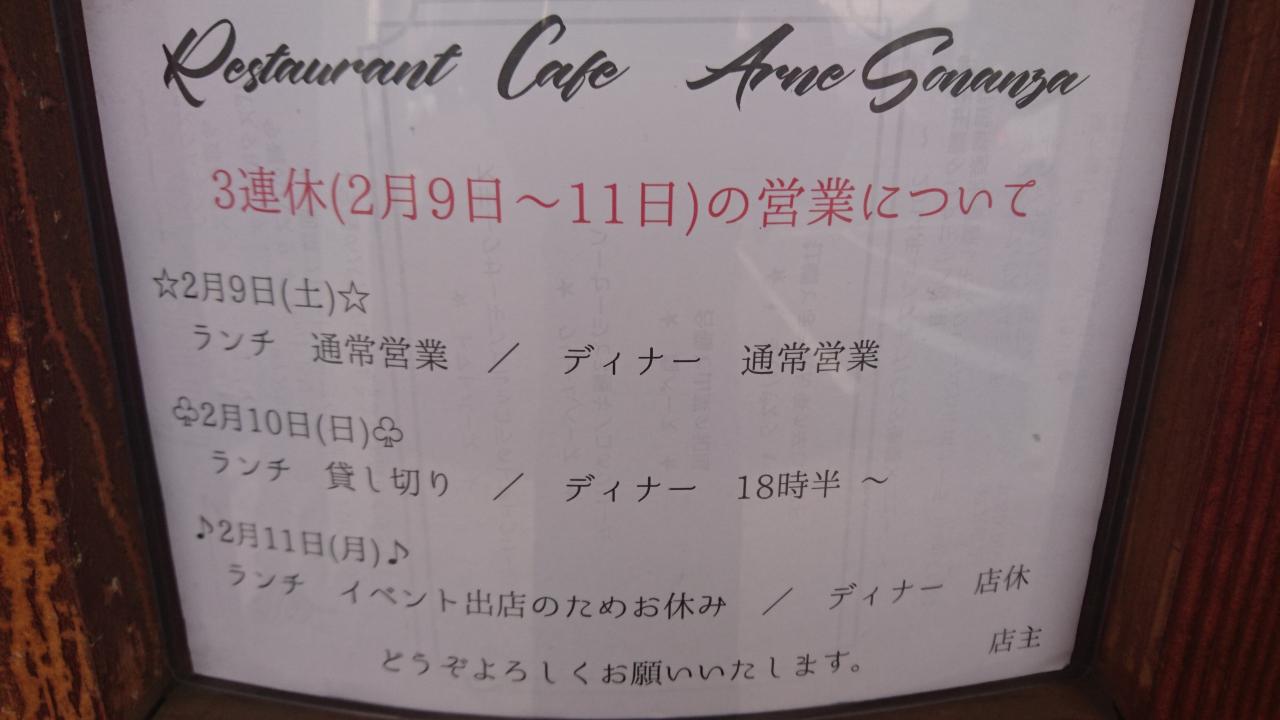 Restaurant Cafe Arne Sonanza
3連休(2月9日～11日)の営業について
☆2月9日(土)☆
ランチ 通常営業 ／ ディナー 通常営業
♧2月10日(日)♧
ランチ 貸し切り ／ ディナー 18時半 ～
♪2月11日(月)♪
ランチ イベント出店のためお休み ／ ディナー 店休
店主
どうぞよろしくお願いいたします。